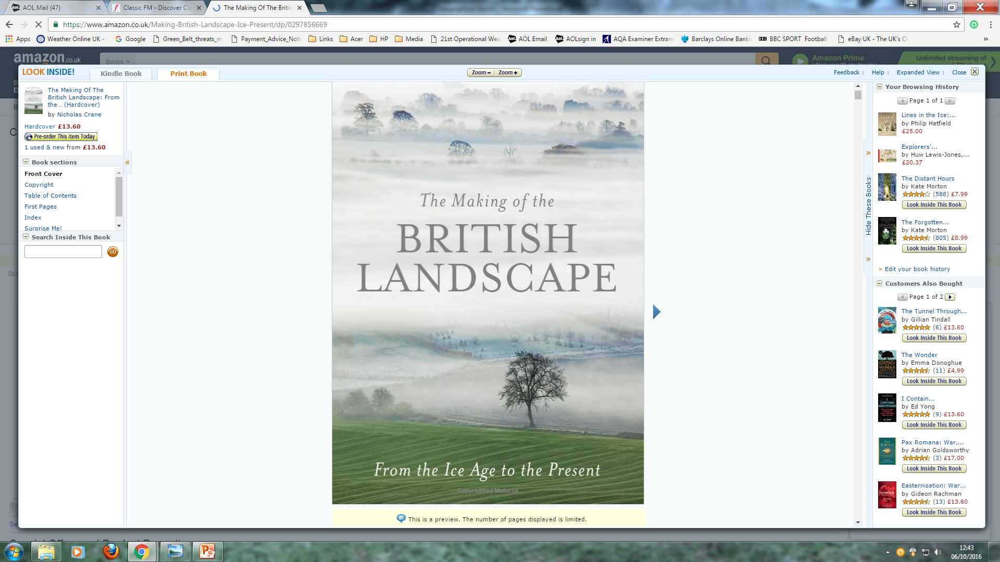 AOL Mail (47)
Classic FM - Discover Cla
The Making Of The Britis
https://www.amazon.co.uk/Making-British-Landscape-Ice-Present/dp/0297856669
Apps
Weather Online UK -
Google
Green_Belt_threats_m
Payment_Advice_Note
Links
Acer
HP
Media
21st Operational Wea
AOL Email
AOLsign in
AQA Examiner Extran
Barclays Online Banki
BBC SPORT Football
eBay UK - The UK's O
amazon.co.uk
Books
Amazon Prime
Unlimited streaming of
LOOK INSIDE!
Kindle Book
Print Book
Zoom -
Zoom +
Feedback
Help
Expanded View
Close
The Making Of The
British Landscape: From
the... (Hardcover)
by Nicholas Crane
Hardcover £13.60
Pre-order This item Today
1 used & new from £13.60
Book sections
Front Cover
Copyright
Table of Contents
First Pages
Index
Surprise Me!
Search Inside This Book
GO
The Making of the
BRITISH
LANDSCAPE
From the Ice Age to the Present
Copyrighted Material
This is a preview. The number of pages displayed is limited.
Hide These Books
Your Browsing History
Page 1 of 1
Lines in the Ice:...
by Philip Hatfield
£25.00
Explorers'...
by Huw Lewis-Jones,...
£20.37
The Distant Hours
by Kate Morton
(588) £7.99
Look Inside This Book
The Forgotten...
by Kate Morton
(805) £8.99
Look Inside This Book
> Edit your book history
Customers Also Bought
Page 1 of 2
The Tunnel Through...
by Gillian Tindall
(6) £13.60
Look Inside This Book
The Wonder
by Emma Donoghue
(11) £4.99
Look Inside This Book
I Contain...
by Ed Yong
(9) £13.60
Look Inside This Book
Pax Romana: War,...
by Adrian Goldsworthy
(3) £17.00
Look Inside This Book
Easternisation: War...
by Gideon Rachman
(13) £13.60
Look Inside This Book
12:43
06/10/2016